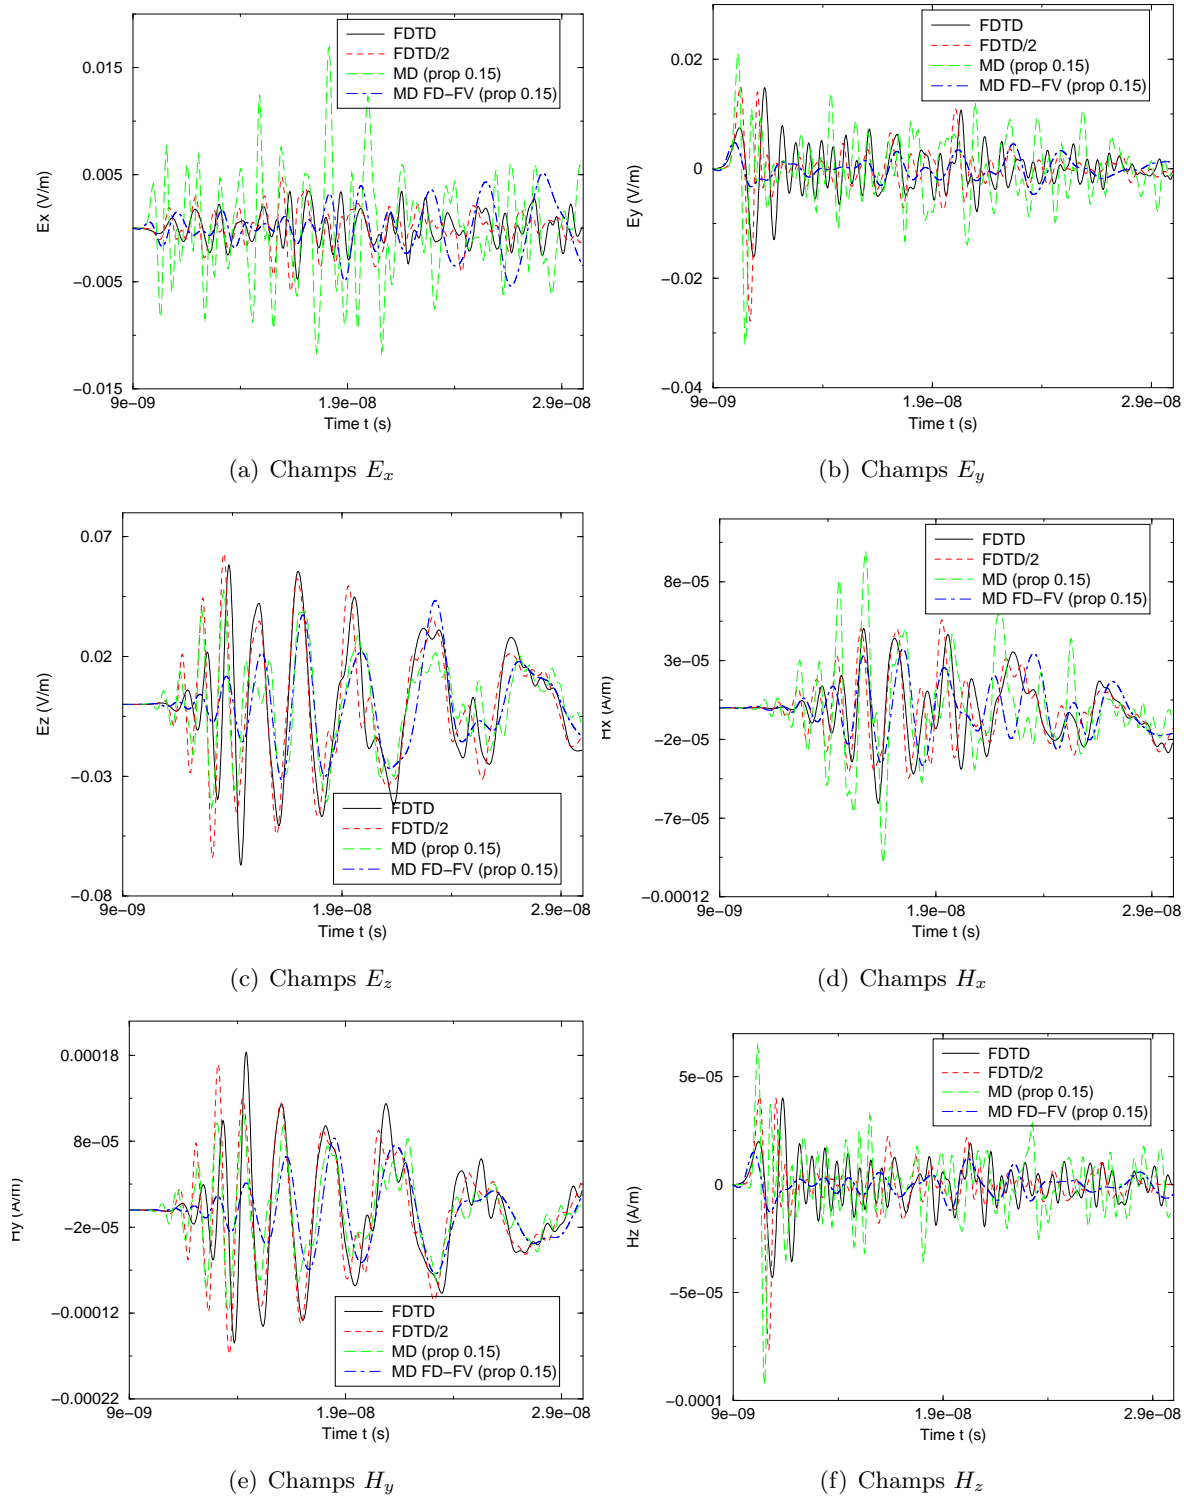 FDTD
FDTD/2
MD (prop 0.15)
MD FD−FV (prop 0.15)
0.015
0.005
−0.005
−0.015
Ex (V/m)
9e−09 1.9e−08 2.9e−08
Time t (s)
(a) Champs Ex
FDTD
FDTD/2
MD (prop 0.15)
MD FD−FV (prop 0.15)
0.02
0
−0.02
−0.04
Ey (V/m)
9e−09 1.9e−08 2.9e−08
Time t (s)
(b) Champs Ey
0.07
0.02
−0.03
−0.08
Ez (V/m)
FDTD
FDTD/2
MD (prop 0.15)
MD FD−FV (prop 0.15)
9e−09 1.9e−08 2.9e−08
Time t (s)
(c) Champs Ez
FDTD
FDTD/2
MD (prop 0.15)
MD FD−FV (prop 0.15)
8e−05
3e−05
−2e−05
−7e−05
−0.00012
Hx (A/m)
9e−09 1.9e−08 2.9e−08
Time t (s)
(d) Champs Hx
0.00018
8e−05
−2e−05
−0.00012
−0.00022
Hy (A/m)
FDTD
FDTD/2
MD (prop 0.15)
MD FD−FV (prop 0.15)
9e−09 1.9e−08 2.9e−08
Time t (s)
(e) Champs Hy
FDTD
FDTD/2
MD (prop 0.15)
MD FD−FV (prop 0.15)
5e−05
0
−5e−05
−0.0001
Hz (A/m)
9e−09 1.9e−08 2.9e−08
Time t (s)
(f) Champs Hz